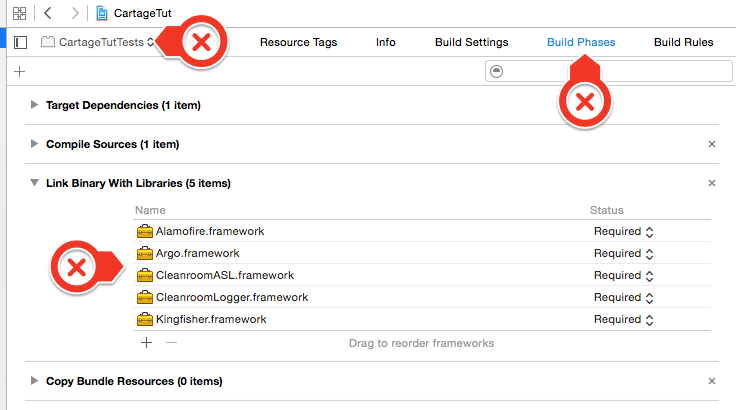 CartageTut
CartageTutTests Resource Tags Info Build Settings Build Phases Build Rules
Target Dependencies (1 item)
Compile Sources (1 item)
Link Binary With Libraries (5 items)
Name Status
Alamofire.framework Required
Argo.framework Required
CleanroomASL.framework Required
CleanroomLogger.framework Required
Kingfisher.framework Required
Drag to reorder frameworks
Copy Bundle Resources (0 items)